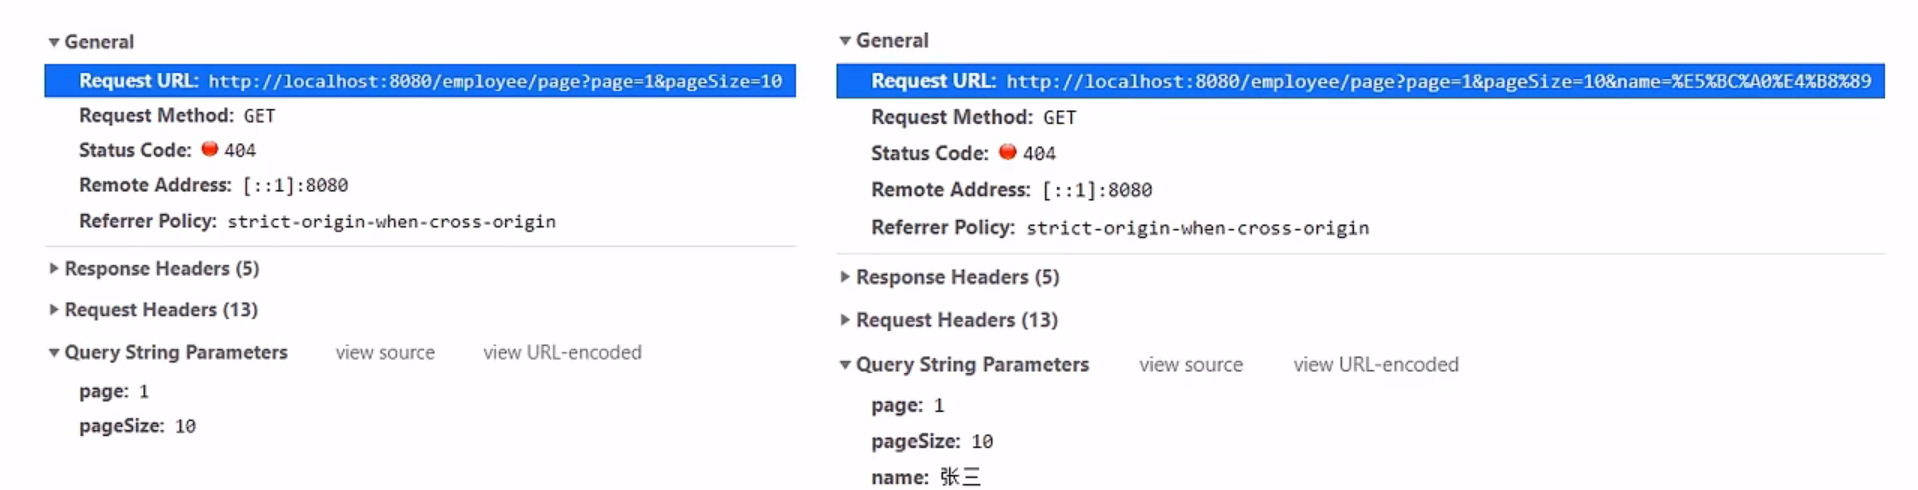 General
Request URL: http://localhost:8080/employee/page?page=1&pageSize=10
Request Method: GET
Status Code: 404
Remote Address: [::1]:8080
Referrer Policy: strict-origin-when-cross-origin
Response Headers (5)
Request Headers (13)
Query String Parameters view source view URL-encoded
page: 1
pageSize: 10
General
Request URL: http://localhost:8080/employee/page?page=1&pageSize=10&name=%E5%BC%A0%E4%B8%89
Request Method: GET
Status Code: 404
Remote Address: [::1]:8080
Referrer Policy: strict-origin-when-cross-origin
Response Headers (5)
Request Headers (13)
Query String Parameters view source view URL-encoded
page: 1
pageSize: 10
name: 张三